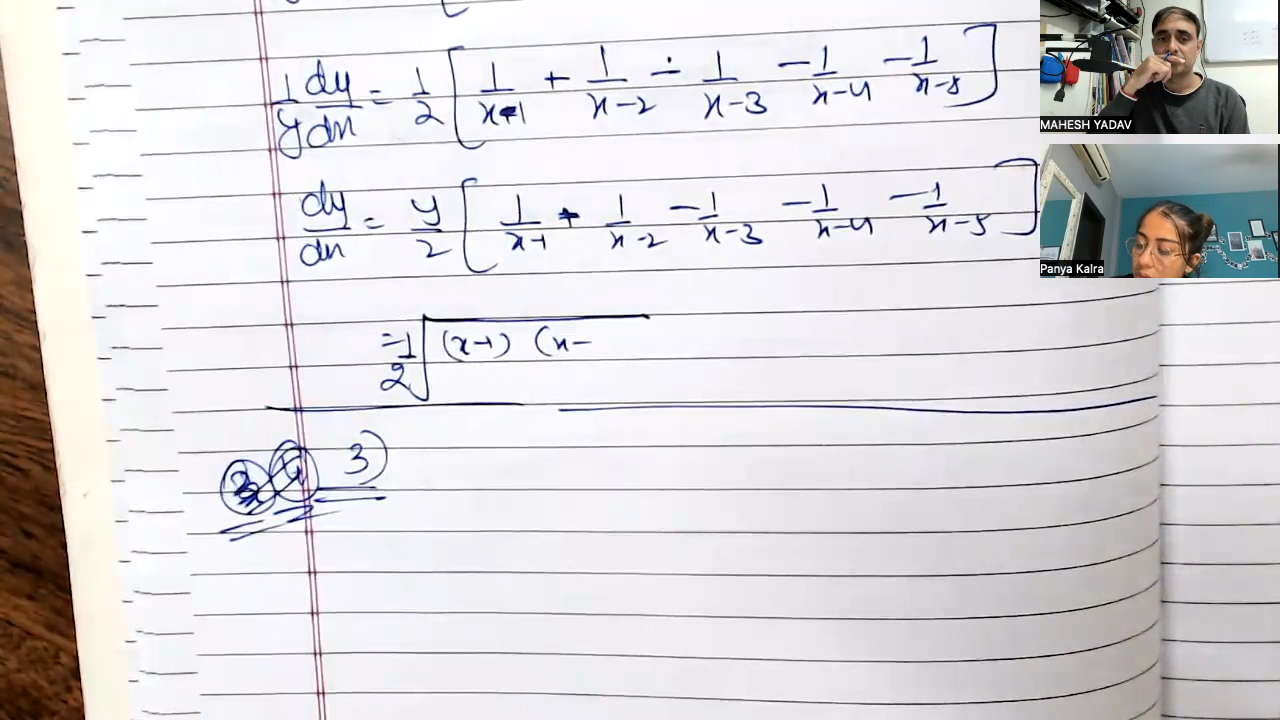 1/y dy/dx = 1/2 [ 1/x-1 + 1/x-2 - 1/x-3 - 1/x-4 - 1/x-5 ]
MAHESH YADAV
dy/dx = y/2 [ 1/x-1 + 1/x-2 - 1/x-3 - 1/x-4 - 1/x-5 ]
Panya Kalra
= 1/2 √(x-1) (x-
3)